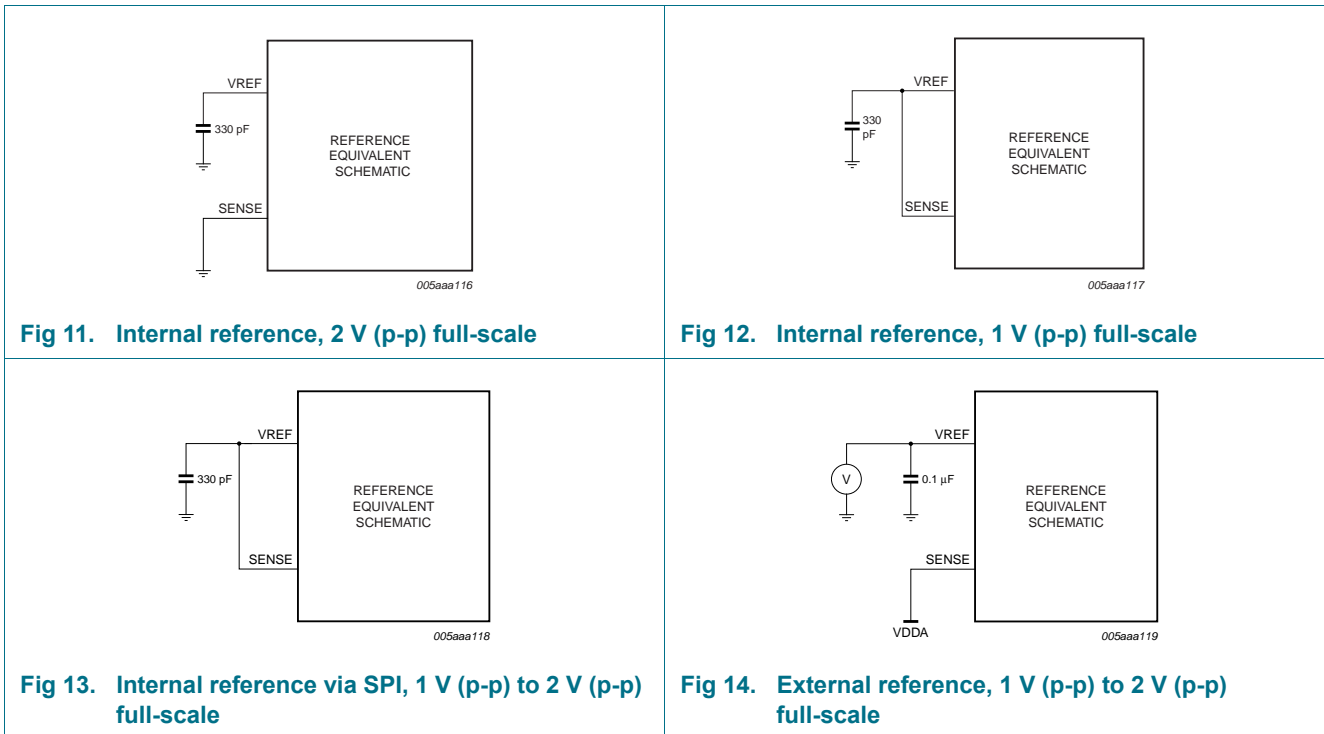 VREF
330 pF
REFERENCE
EQUIVALENT
SCHEMATIC
SENSE
005aaa116
Fig 11. Internal reference, 2 V (p-p) full-scale
VREF
330
pF
REFERENCE
EQUIVALENT
SCHEMATIC
SENSE
005aaa117
Fig 12. Internal reference, 1 V (p-p) full-scale
VREF
330 pF
REFERENCE
EQUIVALENT
SCHEMATIC
SENSE
005aaa118
Fig 13. Internal reference via SPI, 1 V (p-p) to 2 V (p-p)
full-scale
VREF
V
0.1 μF
REFERENCE
EQUIVALENT
SCHEMATIC
SENSE
VDDA
005aaa119
Fig 14. External reference, 1 V (p-p) to 2 V (p-p)
full-scale